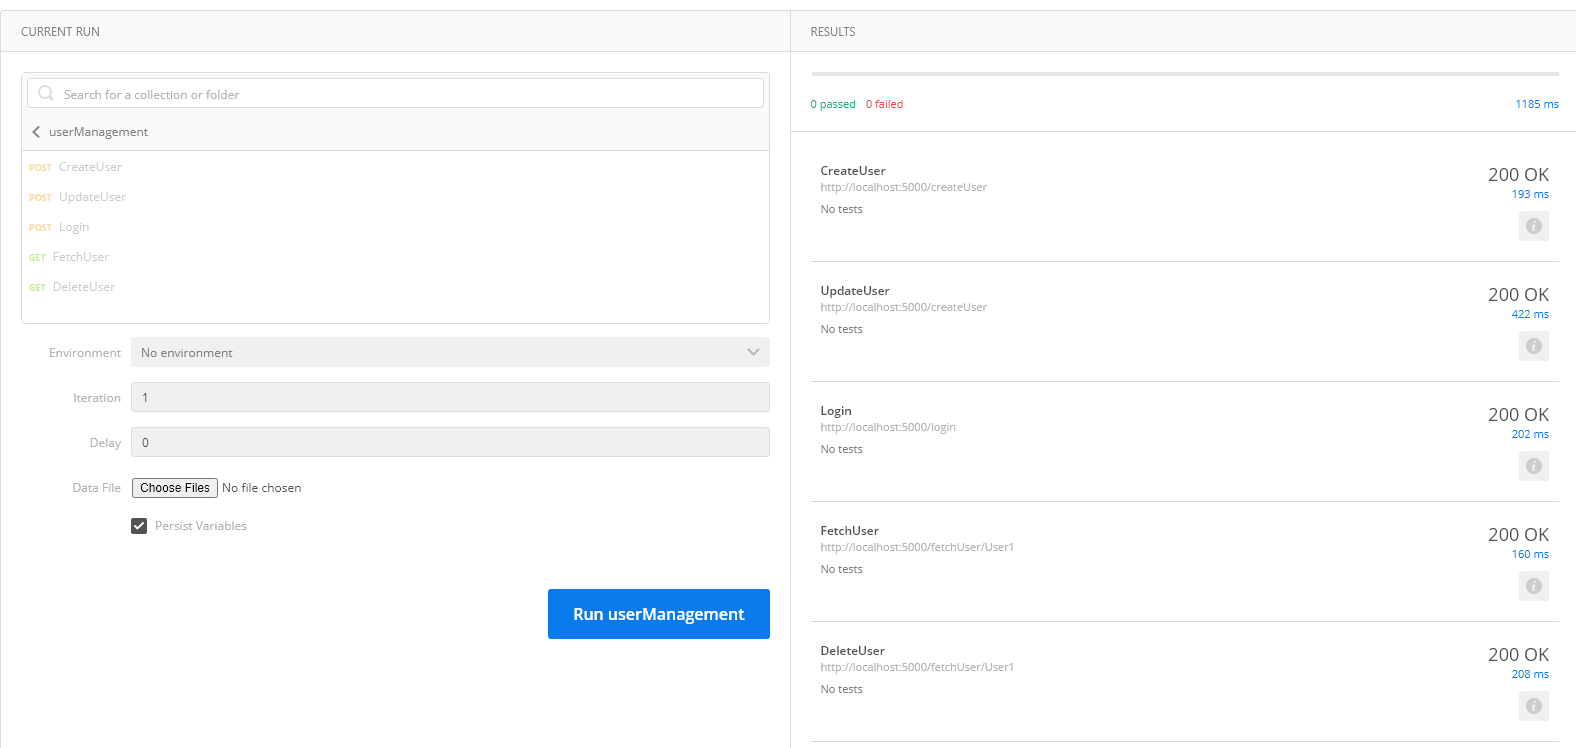 CURRENT RUN
Search for a collection or folder
userManagement
POST CreateUser
POST UpdateUser
POST Login
GET FetchUser
GET DeleteUser
Environment No environment
Iteration 1
Delay 0
Data File Choose Files No file chosen
Persist Variables
Run userManagement
RESULTS
0 passed 0 failed 1185 ms
CreateUser 200 OK
http://localhost:5000/createUser 193 ms
No tests
UpdateUser 200 OK
http://localhost:5000/createUser 422 ms
No tests
Login 200 OK
http://localhost:5000/login 202 ms
No tests
FetchUser 200 OK
http://localhost:5000/fetchUser/User1 160 ms
No tests
DeleteUser 200 OK
http://localhost:5000/fetchUser/User1 208 ms
No tests